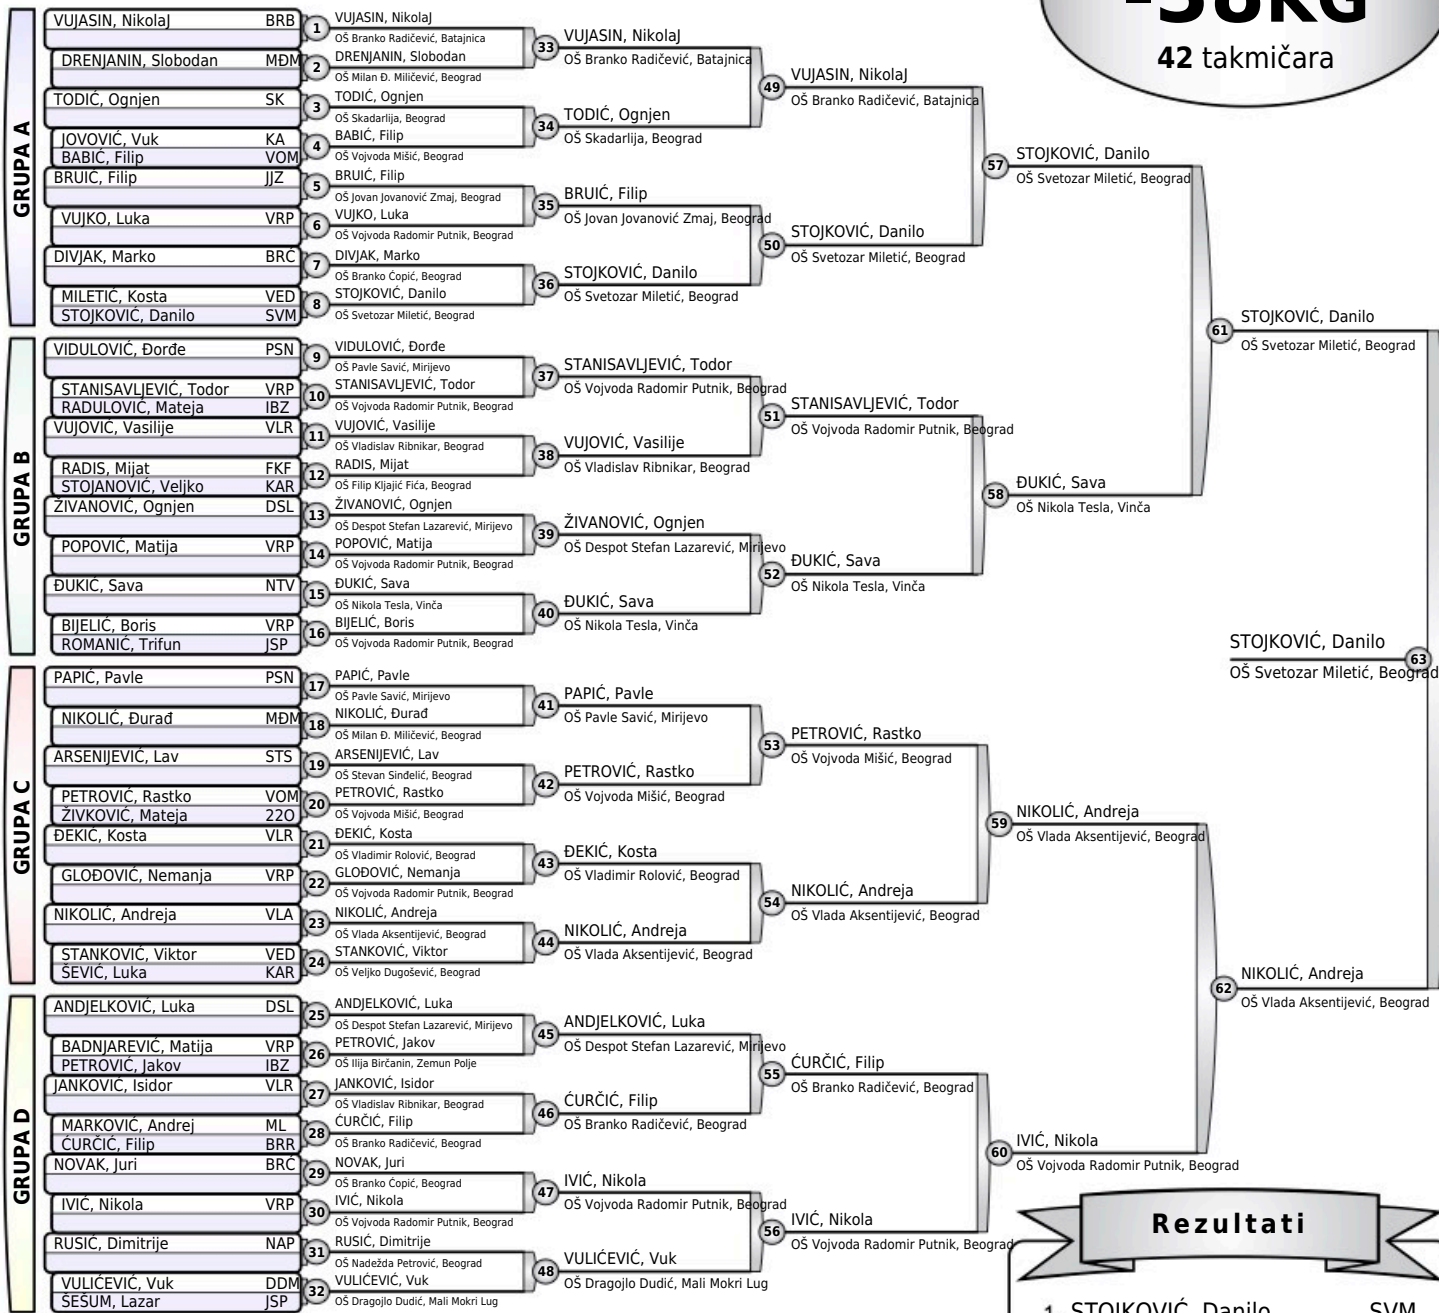 -38KG
42 takmičara
GRUPA A
VUJASIN, NikolaJ BRB
DRENJANIN, Slobodan MĐM
TODIĆ, Ognjen SK
JOVOVIĆ, Vuk KA
BABIĆ, Filip VOM
BRUIĆ, Filip JJZ
VUJKO, Luka VRP
DIVJAK, Marko BRĆ
MILETIĆ, Kosta VED
STOJKOVIĆ, Danilo SVM
GRUPA B
VIDULOVIĆ, Đorđe PSN
STANISAVLJEVIĆ, Todor VRP
RADULOVIĆ, Mateja IBZ
VUJOVIĆ, Vasilije VLR
RADIS, Mijat FKF
STOJANOVIĆ, Veljko KAR
ŽIVANOVIĆ, Ognjen DSL
POPOVIĆ, Matija VRP
ĐUKIĆ, Sava NTV
BIJELIĆ, Boris VRP
ROMANIĆ, Trifun JSP
GRUPA C
PAPIĆ, Pavle PSN
NIKOLIĆ, Đurađ MĐM
ARSENIJEVIĆ, Lav STS
PETROVIĆ, Rastko VOM
ŽIVKOVIĆ, Mateja 22O
ĐEKIĆ, Kosta VLR
GLOĐOVIĆ, Nemanja VRP
NIKOLIĆ, Andreja VLA
STANKOVIĆ, Viktor VED
ŠEVIĆ, Luka KAR
GRUPA D
ANDJELKOVIĆ, Luka DSL
BADNJAREVIĆ, Matija VRP
PETROVIĆ, Jakov IBZ
JANKOVIĆ, Isidor VLR
MARKOVIĆ, Andrej ML
ĆURČIĆ, Filip BRR
NOVAK, Juri BRĆ
IVIĆ, Nikola VRP
RUSIĆ, Dimitrije NAP
VULIĆEVIĆ, Vuk DDM
ŠEŠUM, Lazar JSP
1 VUJASIN, NikolaJ
OŠ Branko Radičević, Batajnica
2 DRENJANIN, Slobodan
OŠ Milan Đ. Miličević, Beograd
3 TODIĆ, Ognjen
OŠ Skadarlija, Beograd
4 BABIĆ, Filip
OŠ Vojvoda Mišić, Beograd
5 BRUIĆ, Filip
OŠ Jovan Jovanović Zmaj, Beograd
6 VUJKO, Luka
OŠ Vojvoda Radomir Putnik, Beograd
7 DIVJAK, Marko
OŠ Branko Ćopić, Beograd
8 STOJKOVIĆ, Danilo
OŠ Svetozar Miletić, Beograd
9 VIDULOVIĆ, Đorđe
OŠ Pavle Savić, Mirijevo
10 STANISAVLJEVIĆ, Todor
OŠ Vojvoda Radomir Putnik, Beograd
11 VUJOVIĆ, Vasilije
OŠ Vladislav Ribnikar, Beograd
12 RADIS, Mijat
OŠ Filip Kljajić Fića, Beograd
13 ŽIVANOVIĆ, Ognjen
OŠ Despot Stefan Lazarević, Mirijevo
14 POPOVIĆ, Matija
OŠ Vojvoda Radomir Putnik, Beograd
15 ĐUKIĆ, Sava
OŠ Nikola Tesla, Vinča
16 BIJELIĆ, Boris
OŠ Vojvoda Radomir Putnik, Beograd
17 PAPIĆ, Pavle
OŠ Pavle Savić, Mirijevo
18 NIKOLIĆ, Đurađ
OŠ Milan Đ. Miličević, Beograd
19 ARSENIJEVIĆ, Lav
OŠ Stevan Sinđelić, Beograd
20 PETROVIĆ, Rastko
OŠ Vojvoda Mišić, Beograd
21 ĐEKIĆ, Kosta
OŠ Vladimir Rolović, Beograd
22 GLOĐOVIĆ, Nemanja
OŠ Vojvoda Radomir Putnik, Beograd
23 NIKOLIĆ, Andreja
OŠ Vlada Aksentijević, Beograd
24 STANKOVIĆ, Viktor
OŠ Veljko Dugošević, Beograd
25 ANDJELKOVIĆ, Luka
OŠ Despot Stefan Lazarević, Mirijevo
26 PETROVIĆ, Jakov
OŠ Ilija Birčanin, Zemun Polje
27 JANKOVIĆ, Isidor
OŠ Vladislav Ribnikar, Beograd
28 ĆURČIĆ, Filip
OŠ Branko Radičević, Beograd
29 NOVAK, Juri
OŠ Branko Ćopić, Beograd
30 IVIĆ, Nikola
OŠ Vojvoda Radomir Putnik, Beograd
31 RUSIĆ, Dimitrije
OŠ Nadežda Petrović, Beograd
32 VULIĆEVIĆ, Vuk
OŠ Dragojlo Dudić, Mali Mokri Lug
33 VUJASIN, NikolaJ
OŠ Branko Radičević, Batajnica
34 TODIĆ, Ognjen
OŠ Skadarlija, Beograd
35 BRUIĆ, Filip
OŠ Jovan Jovanović Zmaj, Beograd
36 STOJKOVIĆ, Danilo
OŠ Svetozar Miletić, Beograd
37 STANISAVLJEVIĆ, Todor
OŠ Vojvoda Radomir Putnik, Beograd
38 VUJOVIĆ, Vasilije
OŠ Vladislav Ribnikar, Beograd
39 ŽIVANOVIĆ, Ognjen
OŠ Despot Stefan Lazarević, Mirijevo
40 ĐUKIĆ, Sava
OŠ Nikola Tesla, Vinča
41 PAPIĆ, Pavle
OŠ Pavle Savić, Mirijevo
42 PETROVIĆ, Rastko
OŠ Vojvoda Mišić, Beograd
43 ĐEKIĆ, Kosta
OŠ Vladimir Rolović, Beograd
44 NIKOLIĆ, Andreja
OŠ Vlada Aksentijević, Beograd
45 ANDJELKOVIĆ, Luka
OŠ Despot Stefan Lazarević, Mirijevo
46 ĆURČIĆ, Filip
OŠ Branko Radičević, Beograd
47 IVIĆ, Nikola
OŠ Vojvoda Radomir Putnik, Beograd
48 VULIĆEVIĆ, Vuk
OŠ Dragojlo Dudić, Mali Mokri Lug
49 VUJASIN, NikolaJ
OŠ Branko Radičević, Batajnica
50 STOJKOVIĆ, Danilo
OŠ Svetozar Miletić, Beograd
51 STANISAVLJEVIĆ, Todor
OŠ Vojvoda Radomir Putnik, Beograd
52 ĐUKIĆ, Sava
OŠ Nikola Tesla, Vinča
53 PETROVIĆ, Rastko
OŠ Vojvoda Mišić, Beograd
54 NIKOLIĆ, Andreja
OŠ Vlada Aksentijević, Beograd
55 ĆURČIĆ, Filip
OŠ Branko Radičević, Beograd
56 IVIĆ, Nikola
OŠ Vojvoda Radomir Putnik, Beograd
57 STOJKOVIĆ, Danilo
OŠ Svetozar Miletić, Beograd
58 ĐUKIĆ, Sava
OŠ Nikola Tesla, Vinča
59 NIKOLIĆ, Andreja
OŠ Vlada Aksentijević, Beograd
60 IVIĆ, Nikola
OŠ Vojvoda Radomir Putnik, Beograd
61 STOJKOVIĆ, Danilo
OŠ Svetozar Miletić, Beograd
62 NIKOLIĆ, Andreja
OŠ Vlada Aksentijević, Beograd
STOJKOVIĆ, Danilo 63
OŠ Svetozar Miletić, Beograd
Rezultati
1 STOJKOVIĆ, Danilo SVM